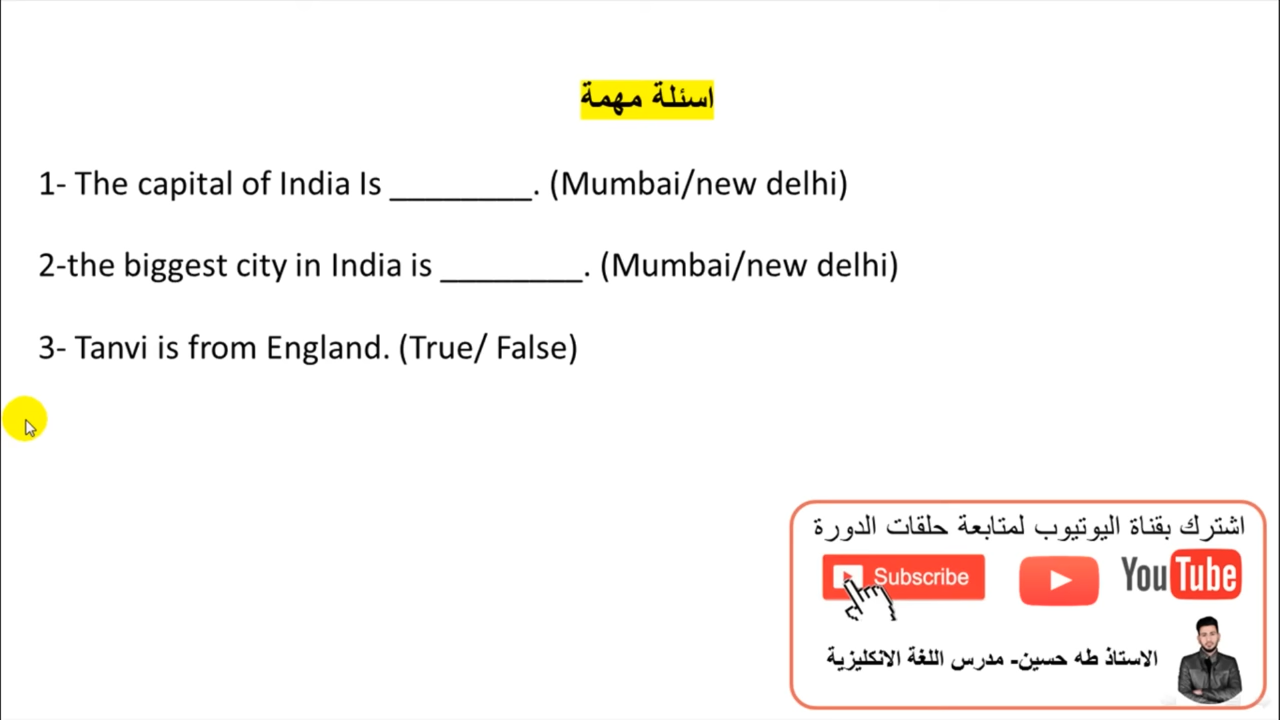 اسئلة مهمة
1- The capital of India Is ________. (Mumbai/new delhi)
2-the biggest city in India is ________. (Mumbai/new delhi)
3- Tanvi is from England. (True/ False)
اشترك بقناة اليوتيوب لمتابعة حلقات الدورة
Subscribe
YouTube
الاستاذ طه حسين- مدرس اللغة الانكليزية